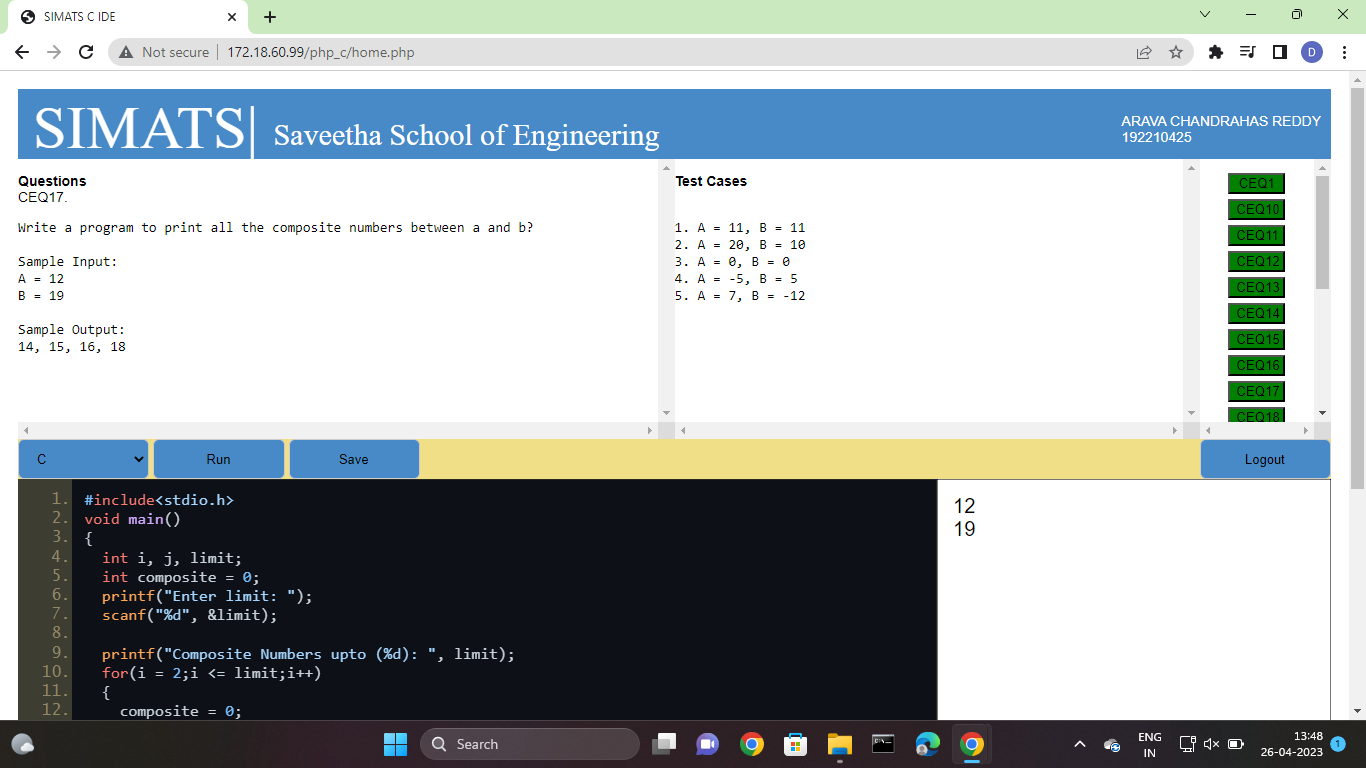 SIMATS C IDE
Not secure
172.18.60.99/php_c/home.php
D
SIMATS| Saveetha School of Engineering
ARAVA CHANDRAHAS REDDY
192210425
Questions
CEQ17.
Write a program to print all the composite numbers between a and b?
Sample Input:
A = 12
B = 19
Sample Output:
14, 15, 16, 18
Test Cases
1. A = 11, B = 11
2. A = 20, B = 10
3. A = 0, B = 0
4. A = -5, B = 5
5. A = 7, B = -12
CEQ1
CEQ10
CEQ11
CEQ12
CEQ13
CEQ14
CEQ15
CEQ16
CEQ17
CEQ18
C
Run
Save
Logout
1. #include<stdio.h>
2. void main()
3. {
4. int i, j, limit;
5. int composite = 0;
6. printf("Enter limit: ");
7. scanf("%d", &limit);
8.
9. printf("Composite Numbers upto (%d): ", limit);
10. for(i = 2;i <= limit;i++)
11. {
12. composite = 0;
12
19
Search
ENG
IN
13:48
26-04-2023
1